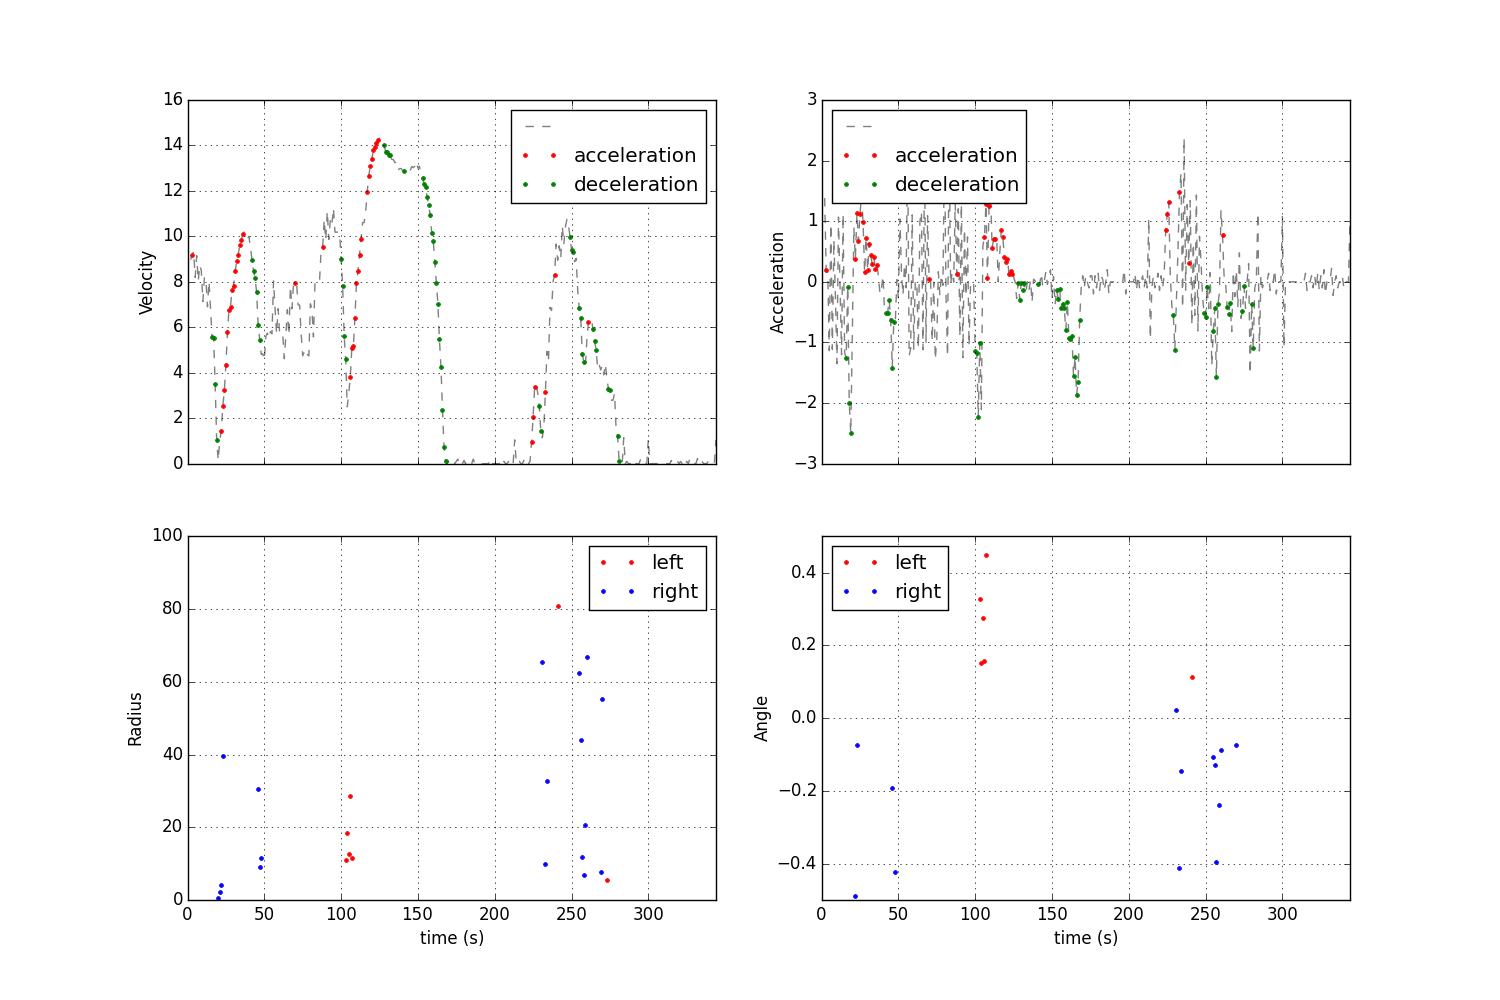 16
14
12
10
8
6
4
2
0
Velocity
acceleration
deceleration
3
2
1
0
−1
−2
−3
Acceleration
acceleration
deceleration
100
80
60
40
20
0
Radius
left
right
0 50 100 150 200 250 300
time (s)
0.4
0.2
0.0
−0.2
−0.4
Angle
left
right
0 50 100 150 200 250 300
time (s)